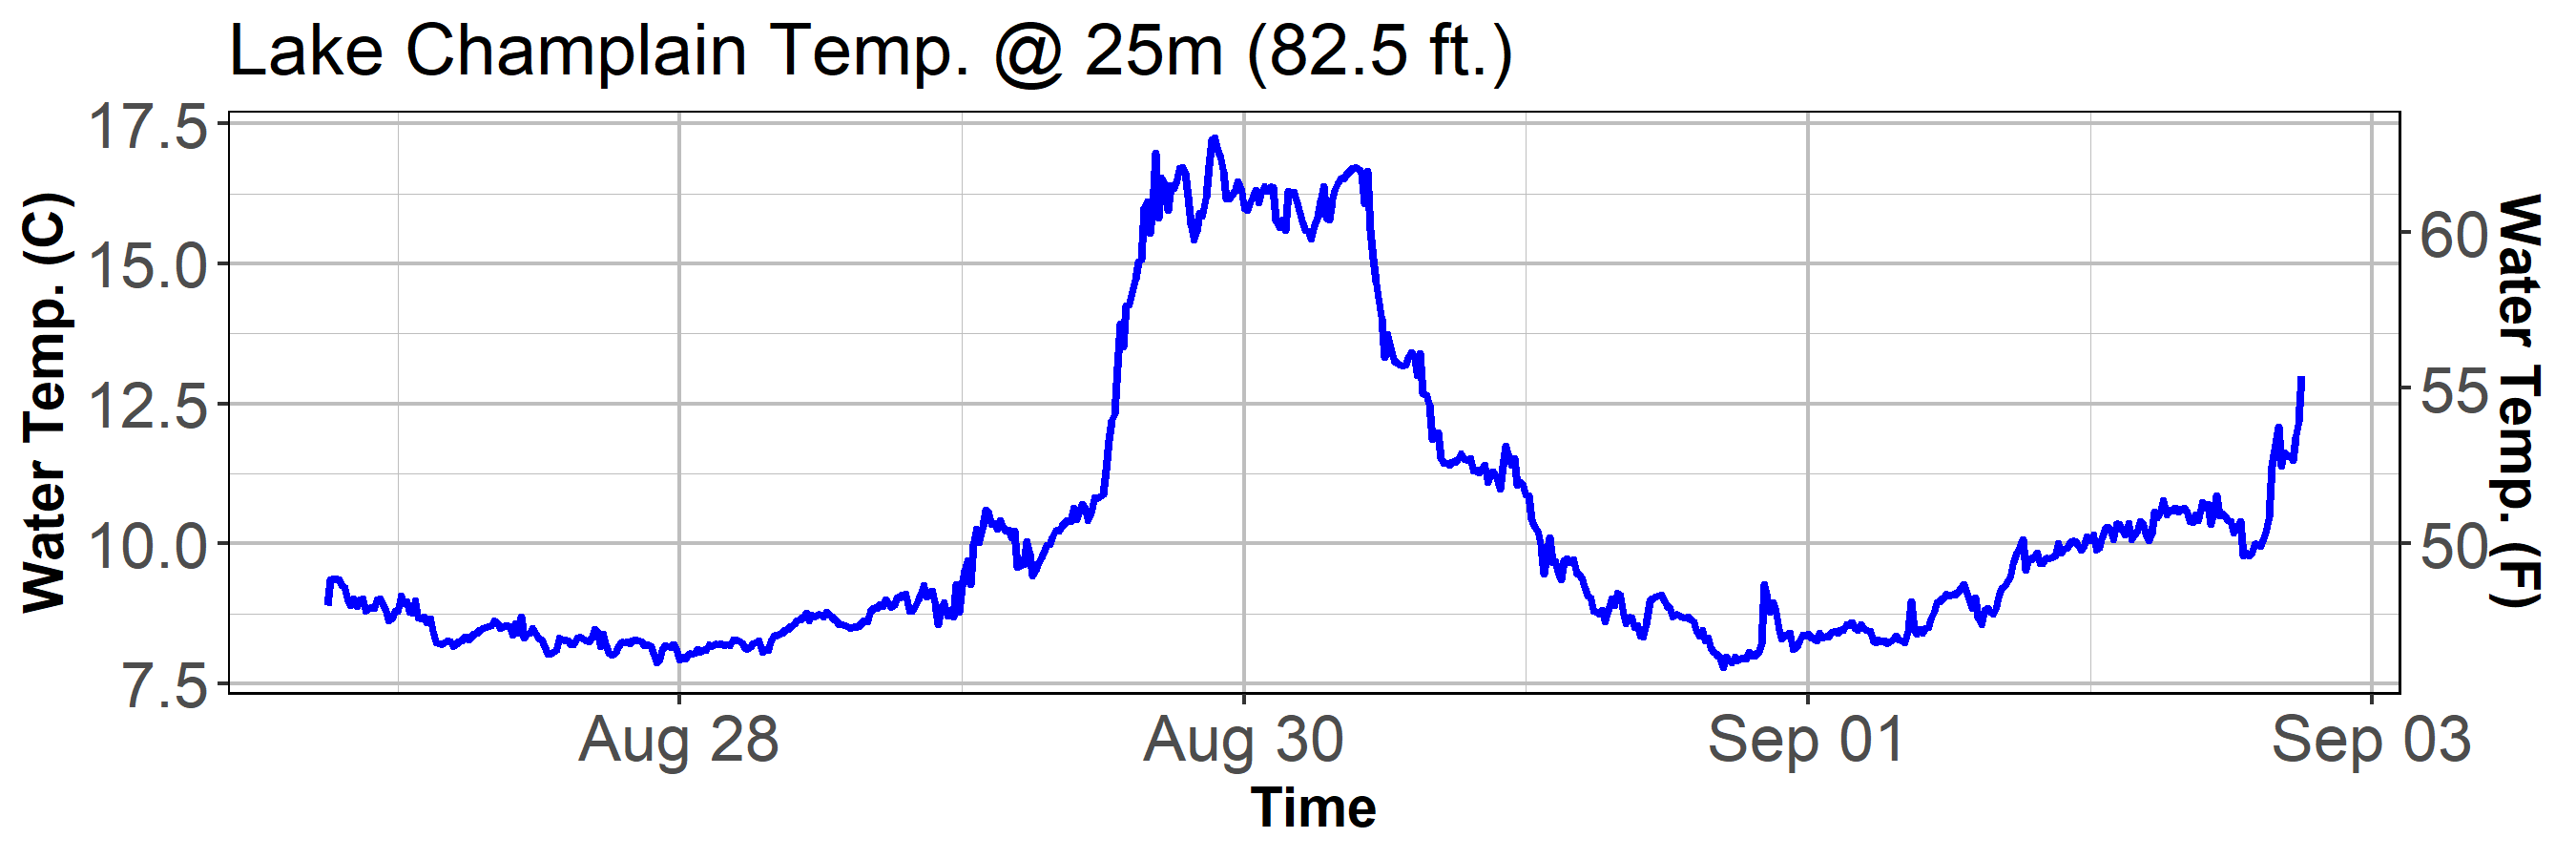 Lake Champlain Temp. @ 25m (82.5 ft.)
Water Temp. (C)
17.5
15.0
12.5
10.0
7.5
60
55
50
Water Temp. (F)
Aug 28
Aug 30
Sep 01
Sep 03
Time